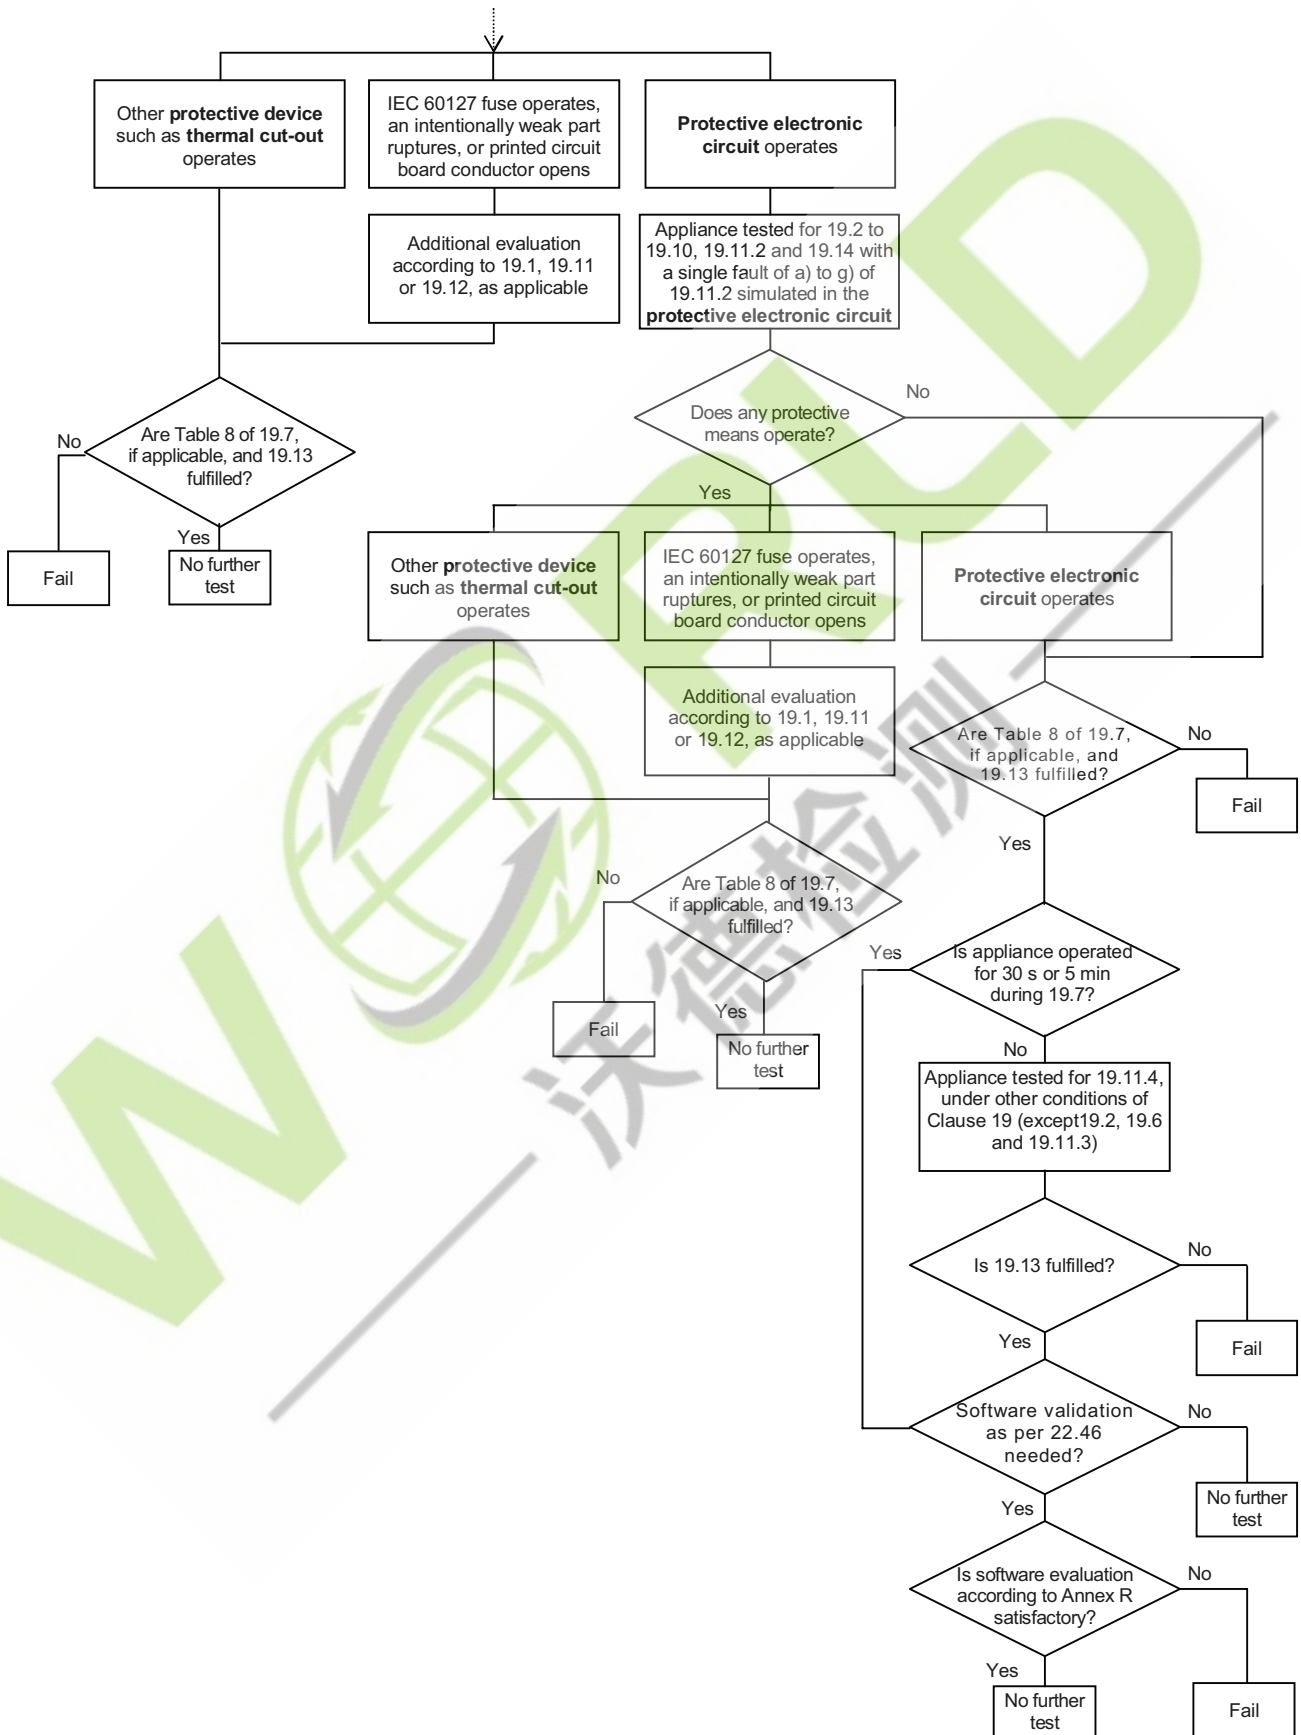 Other protective device
such as thermal cut-out
operates
IEC 60127 fuse operates,
an intentionally weak part
ruptures, or printed circuit
board conductor opens
Protective electronic
circuit operates
Additional evaluation
according to 19.1, 19.11
or 19.12, as applicable
Appliance tested for 19.2 to
19.10, 19.11.2 and 19.14 with
a single fault of a) to g) of
19.11.2 simulated in the
protective electronic circuit
No
Does any protective
means operate?
No
Are Table 8 of 19.7,
if applicable, and 19.13
fulfilled?
Yes
Yes
Fail
No further
test
Other protective device
such as thermal cut-out
operates
IEC 60127 fuse operates,
an intentionally weak part
ruptures, or printed circuit
board conductor opens
Protective electronic
circuit operates
Additional evaluation
according to 19.1, 19.11
or 19.12, as applicable
Are Table 8 of 19.7,
if applicable, and
19.13 fulfilled?
No
Fail
Yes
No
Are Table 8 of 19.7,
if applicable, and 19.13
fulfilled?
Yes
Is appliance operated
for 30 s or 5 min
during 19.7?
Fail
Yes
No further
test
No
Appliance tested for 19.11.4,
under other conditions of
Clause 19 (except19.2, 19.6
and 19.11.3)
Is 19.13 fulfilled?
No
Yes
Fail
Software validation
as per 22.46
needed?
No
Yes
No further
test
Is software evaluation
according to Annex R
satisfactory?
No
Yes
No further
test
Fail
WORLD
沃德检测